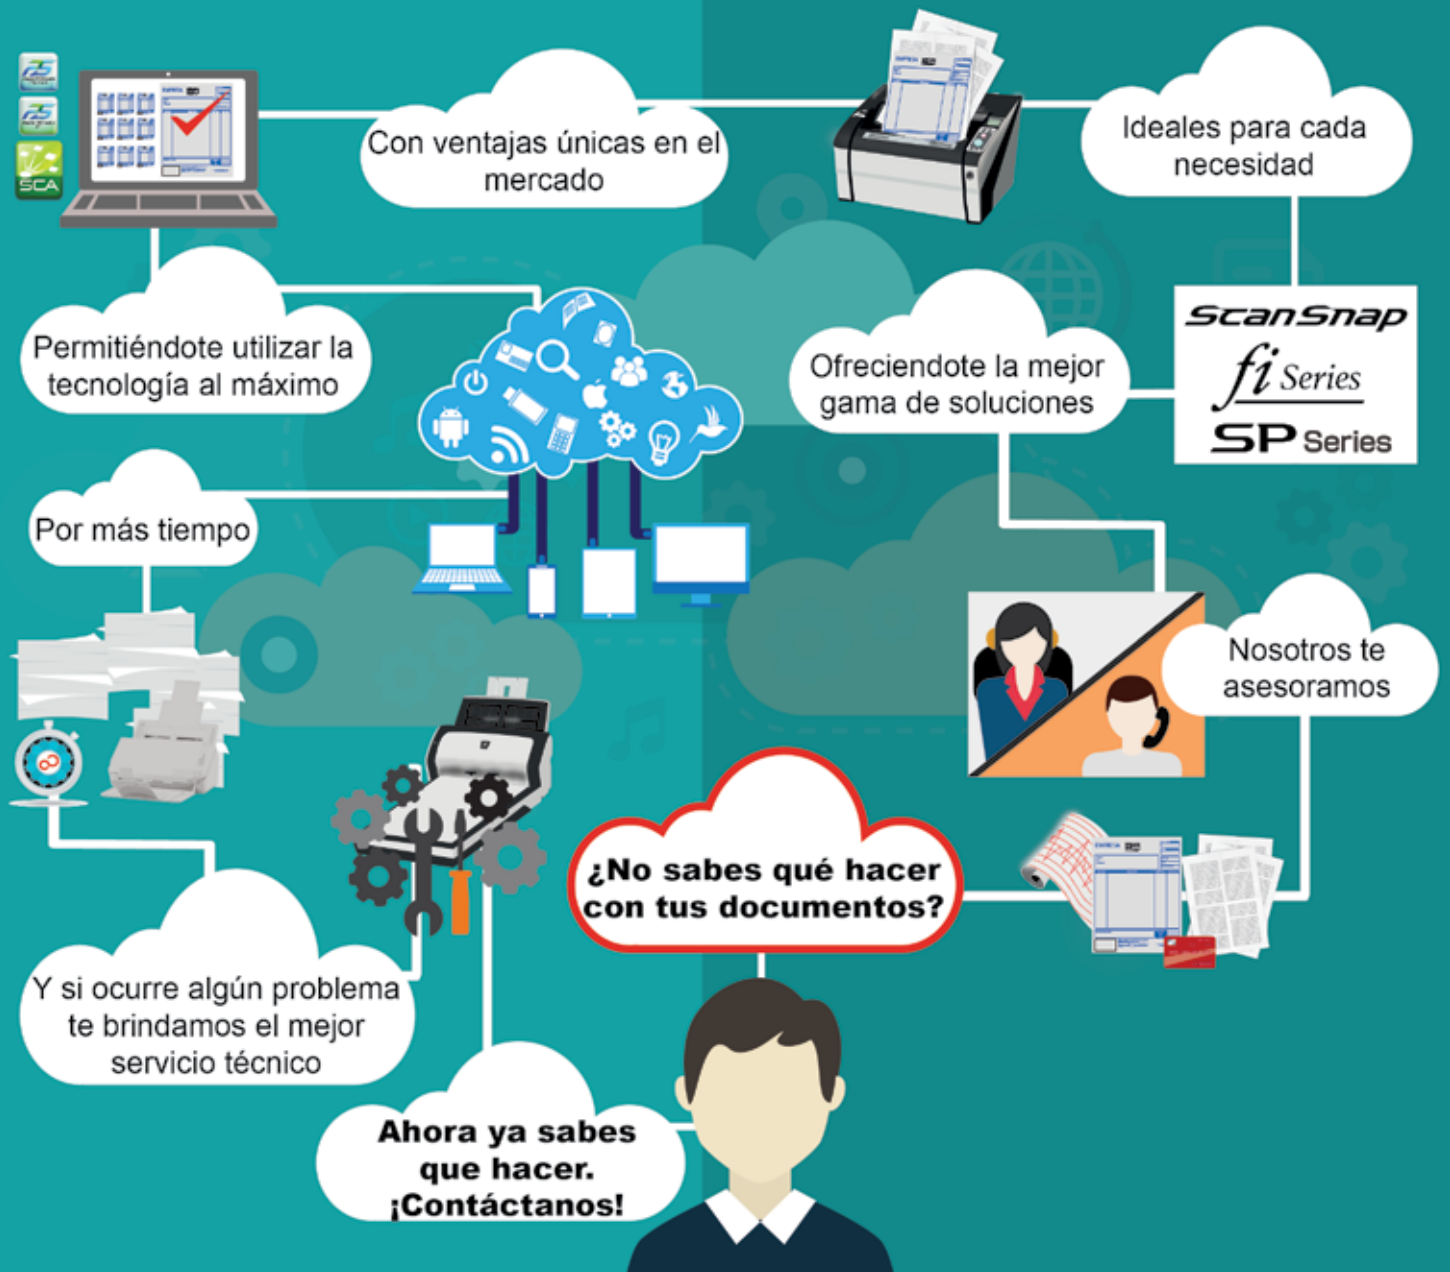 Con ventajas únicas en el
mercado
Ideales para cada
necesidad
SCA
Permitiéndote utilizar la
tecnología al máximo
Ofreciendote la mejor
gama de soluciones
ScanSnap
fi Series
SP Series
Por más tiempo
Nosotros te
asesoramos
¿No sabes qué hacer
con tus documentos?
Y si ocurre algún problema
te brindamos el mejor
servicio técnico
Ahora ya sabes
que hacer.
¡Contáctanos!